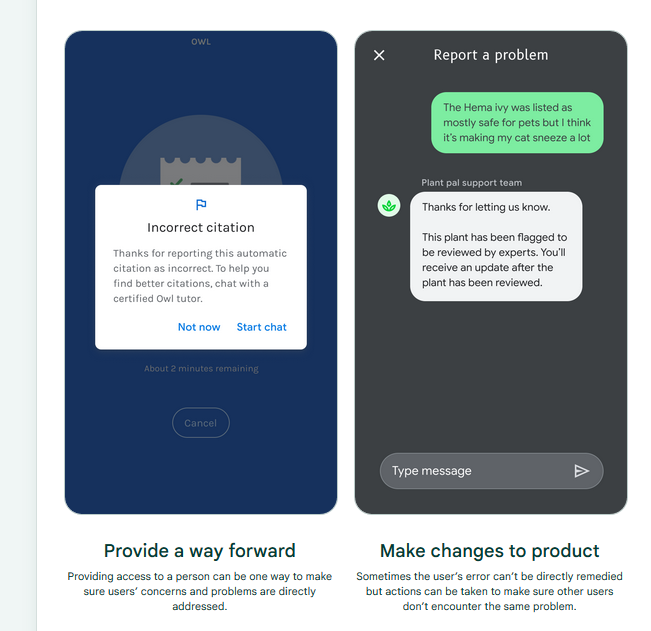 OWL
Incorrect citation
Thanks for reporting this automatic
citation as incorrect. To help you
find better citations, chat with a
certified Owl tutor.
Not now
Start chat
About 2 minutes remaining
Cancel
Provide a way forward
Providing access to a person can be one way to make
sure users’ concerns and problems are directly
addressed.
Report a problem
The Hema ivy was listed as
mostly safe for pets but I think
it’s making my cat sneeze a lot
Plant pal support team
Thanks for letting us know.
This plant has been flagged to
be reviewed by experts. You’ll
receive an update after the
plant has been reviewed.
Type message
Make changes to product
Sometimes the user’s error can’t be directly remedied
but actions can be taken to make sure other users
don’t encounter the same problem.